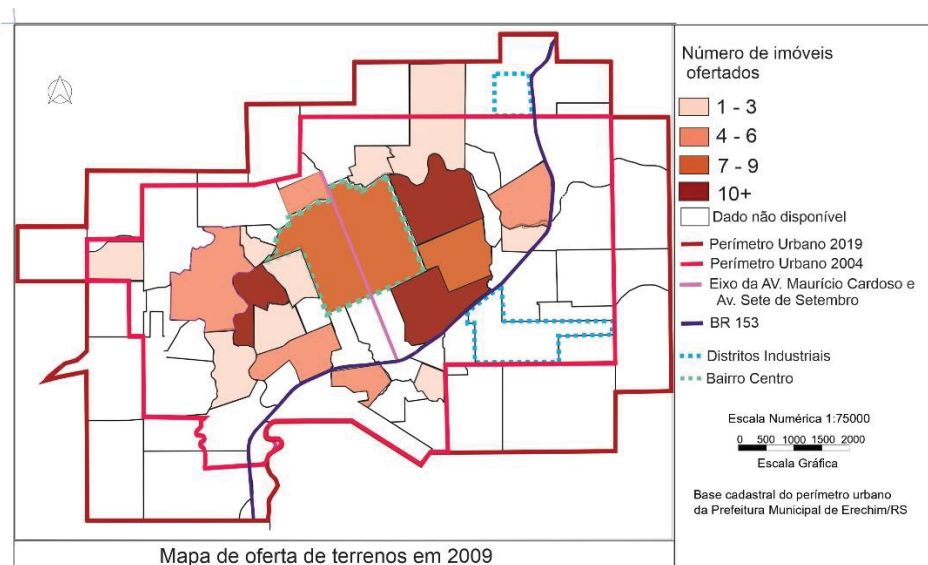 Número de imóveis
ofertados
1 - 3
4 - 6
7 - 9
10+
Dado não disponível
Perímetro Urbano 2019
Perímetro Urbano 2004
Eixo da AV. Maurício Cardoso e
Av. Sete de Setembro
BR 153
Distritos Industriais
Bairro Centro
Escala Numérica 1:75000
0 500 1000 1500 2000
Escala Gráfica
Base cadastral do perímetro urbano
da Prefeitura Municipal de Erechim/RS
Mapa de oferta de terrenos em 2009